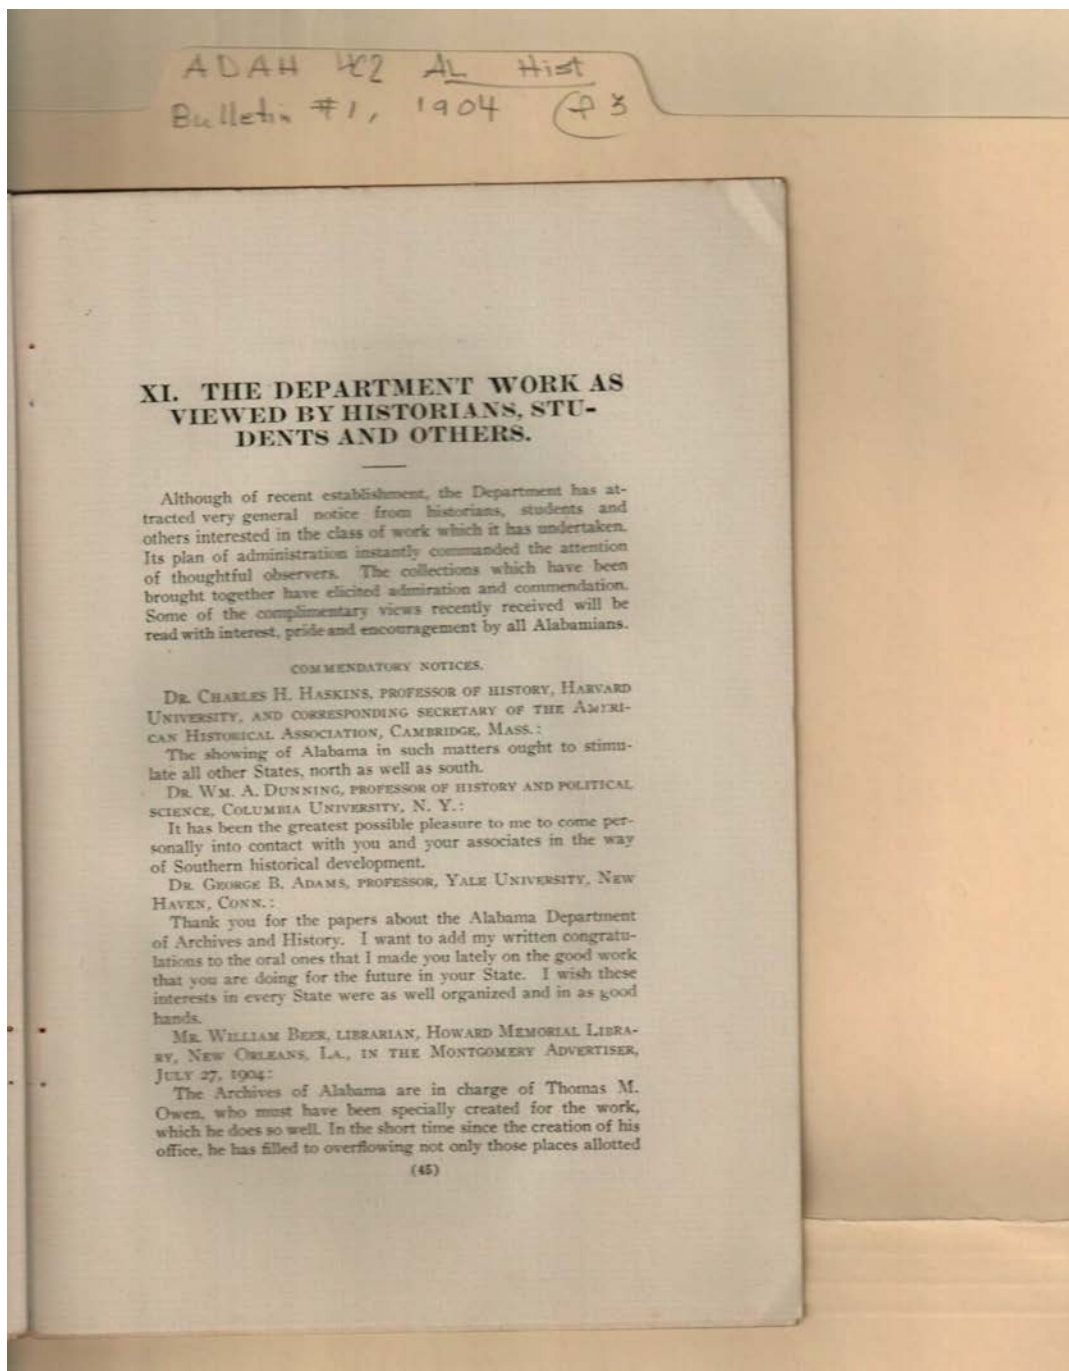 ADAH 42 AL Hist
Bulletin #1, 1904 P3
XI. THE DEPARTMENT WORK AS
VIEWED BY HISTORIANS, STU-
DENTS AND OTHERS.
Although of recent establishment, the Department has at-
tracted very general notice from historians, students and
others interested in the class of work which it has undertaken.
Its plan of administration instantly commanded the attention
of thoughtful observers. The collections which have been
brought together have elicited admiration and commendation.
Some of the complimentary views recently received will be
read with interest, pride and encouragement by all Alabamians.
COMMENDATORY NOTICES.
DR. CHARLES H. HASKINS, PROFESSOR OF HISTORY, HARVARD
UNIVERSITY, AND CORRESPONDING SECRETARY OF THE AMERI-
CAN HISTORICAL ASSOCIATION, CAMBRIDGE, MASS.:
The showing of Alabama in such matters ought to stimu-
late all other States, north as well as south.
DR. WM. A. DUNNING, PROFESSOR OF HISTORY AND POLITICAL
SCIENCE, COLUMBIA UNIVERSITY, N. Y.:
It has been the greatest possible pleasure to me to come per-
sonally into contact with you and your associates in the way
of Southern historical development.
DR. GEORGE B. ADAMS, PROFESSOR, YALE UNIVERSITY, NEW
HAVEN, CONN.:
Thank you for the papers about the Alabama Department
of Archives and History. I want to add my written congratu-
lations to the oral ones that I made you lately on the good work
that you are doing for the future in your State. I wish these
interests in every State were as well organized and in as good
hands.
MR. WILLIAM BEER, LIBRARIAN, HOWARD MEMORIAL LIBRA-
RY, NEW ORLEANS, LA., IN THE MONTGOMERY ADVERTISER,
JULY 27, 1904:
The Archives of Alabama are in charge of Thomas M.
Owen, who must have been specially created for the work,
which he does so well. In the short time since the creation of his
office, he has filled to overflowing not only those places allotted
(45)